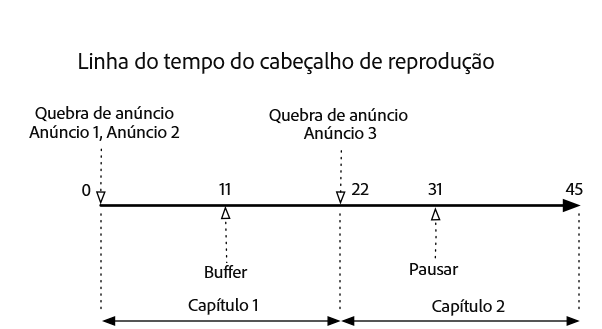 Linha do tempo do cabeçalho de reprodução
Quebra de anúncio
Anúncio 1, Anúncio 2
Quebra de anúncio
Anúncio 3
0
11
22
31
45
Buffer
Pausar
Capítulo 1
Capítulo 2